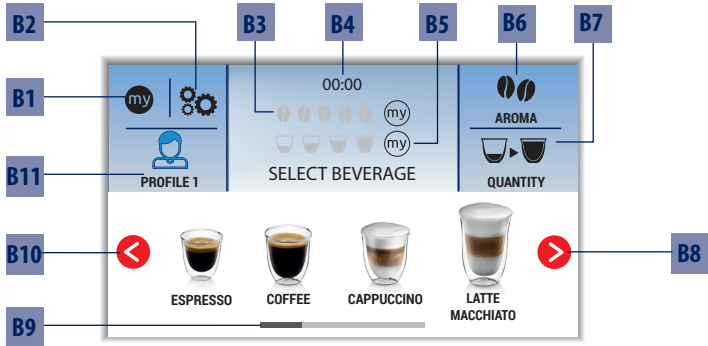 B2
B3
B4
B5
B6
B7
B1
my
00:00
my
AROMA
my
B11
PROFILE 1
SELECT BEVERAGE
QUANTITY
B10
B8
ESPRESSO
COFFEE
CAPPUCCINO
LATTE
MACCHIATO
B9